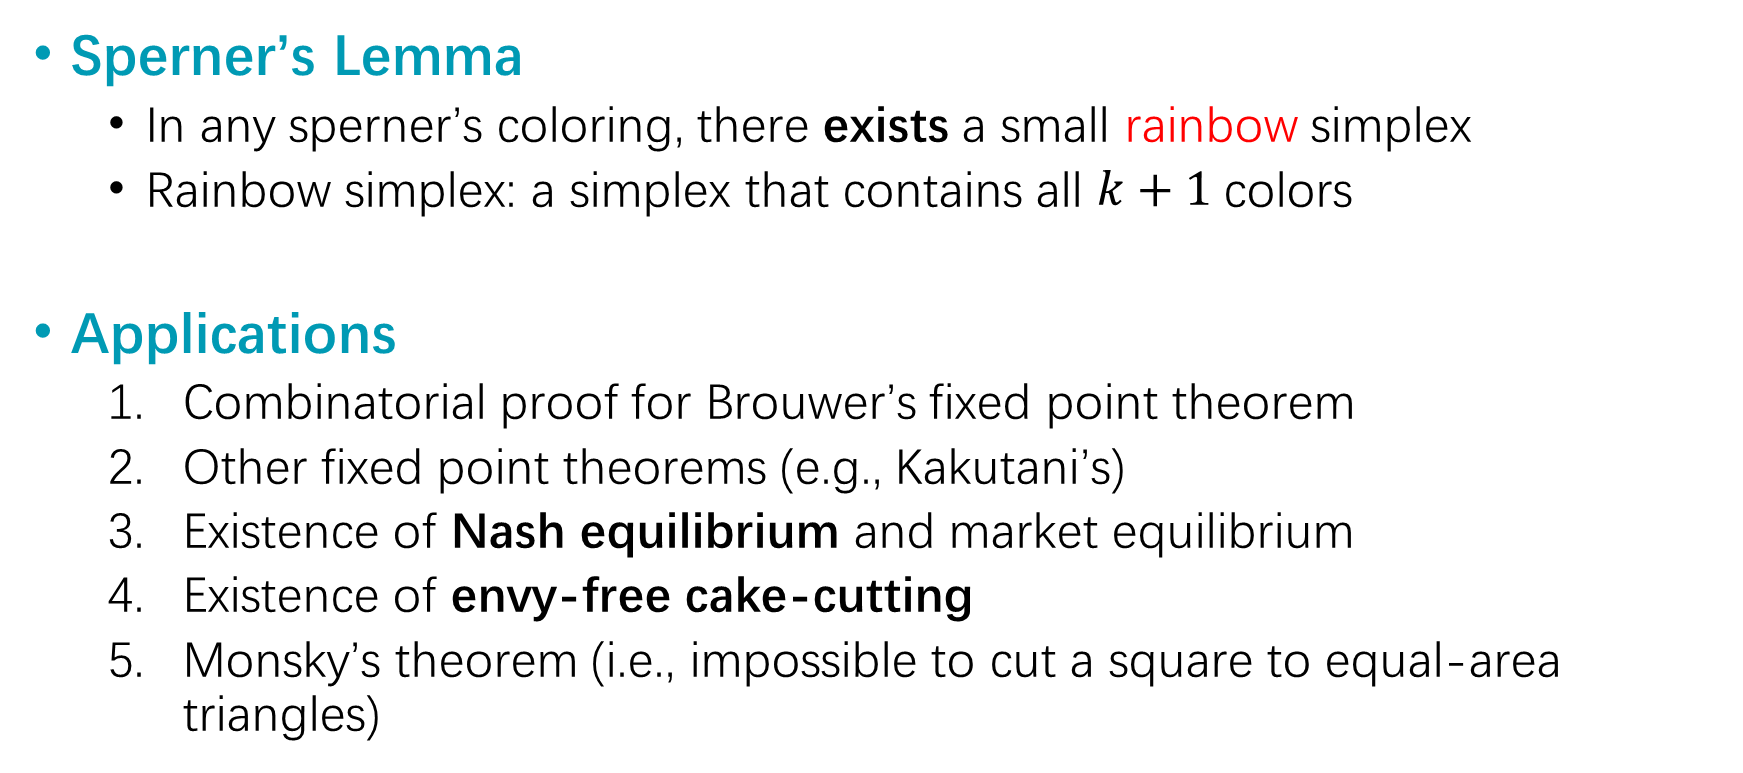 • Sperner’s Lemma
• In any sperner’s coloring, there exists a small rainbow simplex
• Rainbow simplex: a simplex that contains all k + 1 colors
• Applications
1. Combinatorial proof for Brouwer’s fixed point theorem
2. Other fixed point theorems (e.g., Kakutani’s)
3. Existence of Nash equilibrium and market equilibrium
4. Existence of envy-free cake-cutting
5. Monsky’s theorem (i.e., impossible to cut a square to equal-area
triangles)